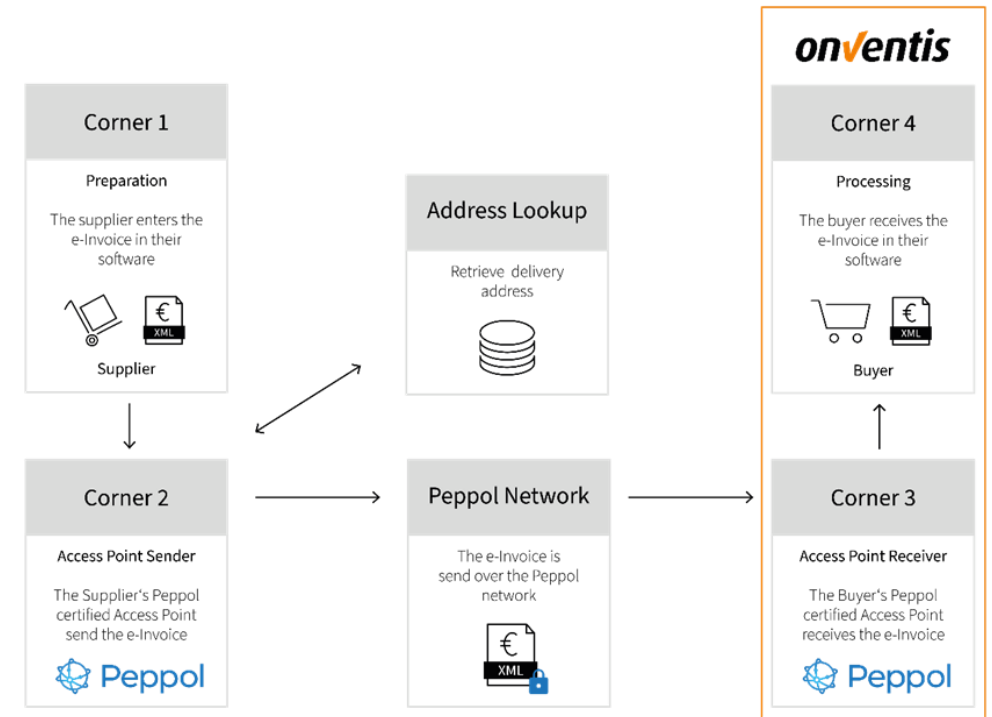 onventis
Corner 1
Preparation
The supplier enters the
e-Invoice in their
software
€
XML
Supplier
Address Lookup
Retrieve delivery
address
Corner 4
Processing
The buyer receives the
e-Invoice in their
software
€
XML
Buyer
Corner 2
Access Point Sender
The Supplier's Peppol
certified Access Point
send the e-Invoice
Peppol
Peppol Network
The e-Invoice is
send over the Peppol
network
€
XML
Corner 3
Access Point Receiver
The Buyer's Peppol
certified Access Point
receives the e-Invoice
Peppol